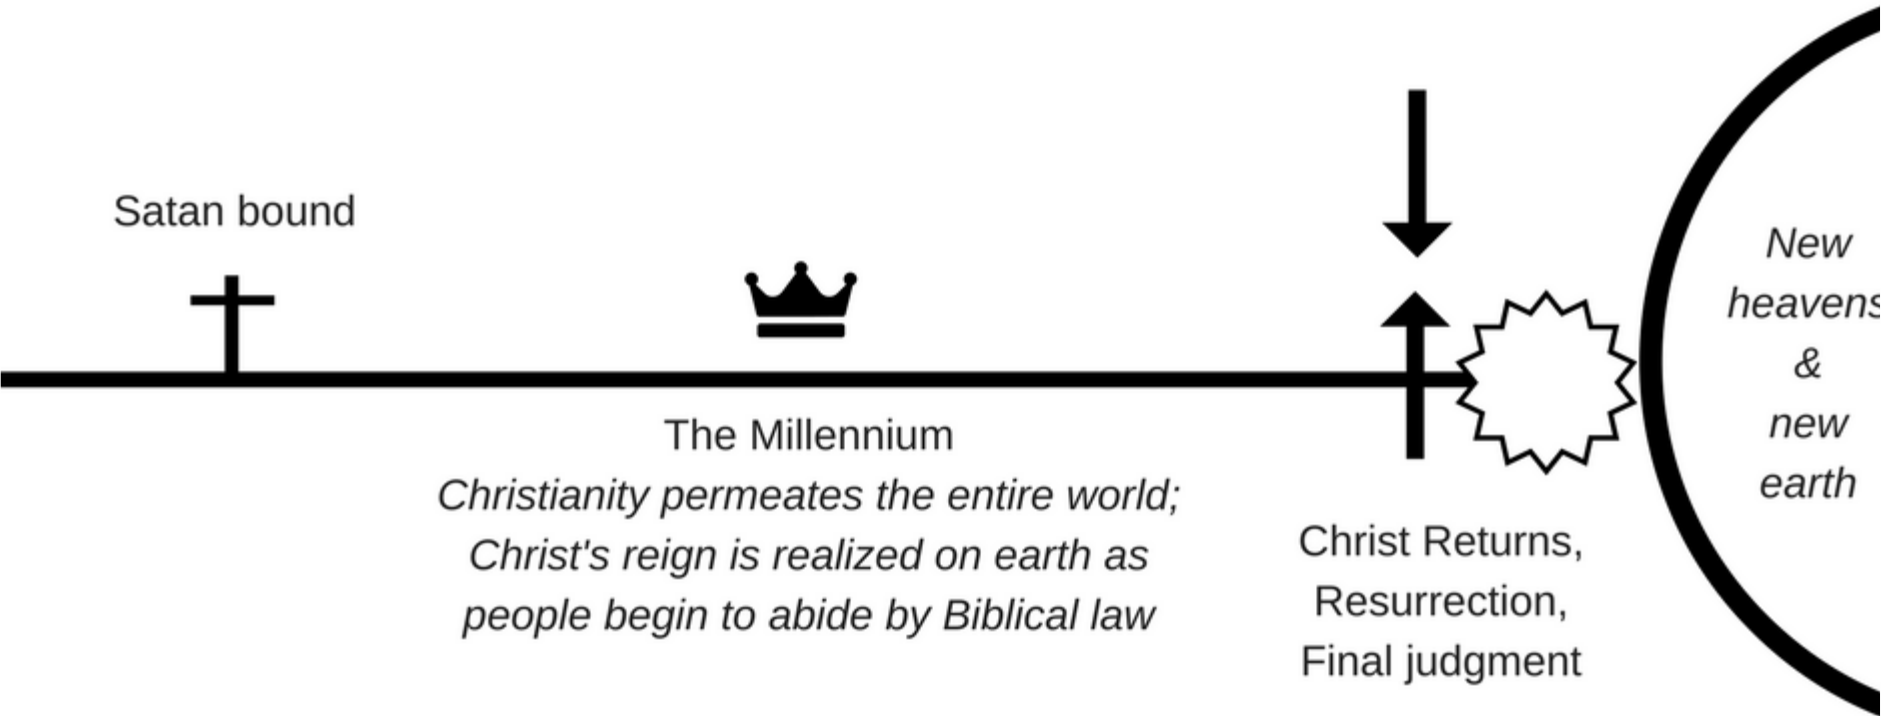 Satan bound
The Millennium
Christianity permeates the entire world;
Christ's reign is realized on earth as
people begin to abide by Biblical law
Christ Returns,
Resurrection,
Final judgment
New
heavens
&
new
earth